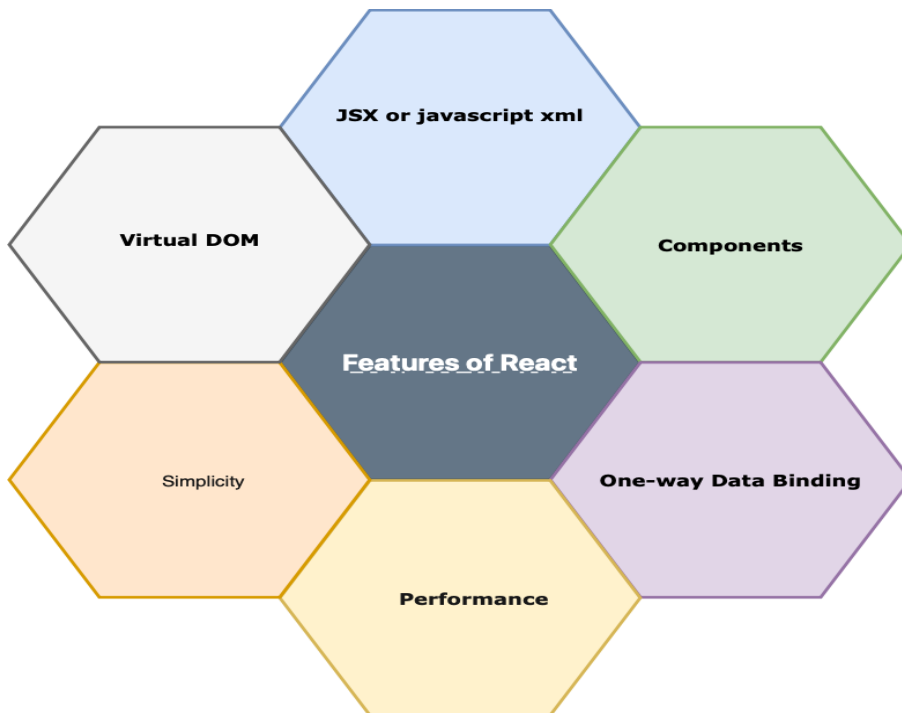 JSX or javascript xml
Virtual DOM
Components
Features of React
Simplicity
One-way Data Binding
Performance